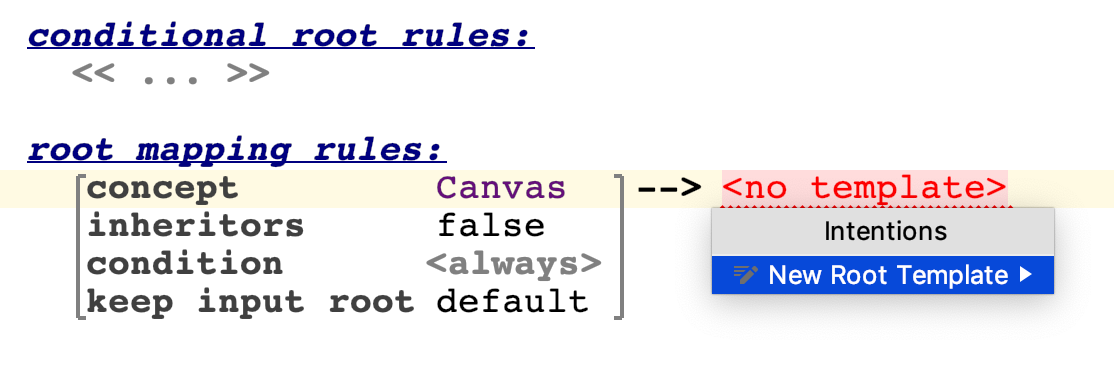 conditional root rules:
<< ... >>
root mapping rules:
concept Canvas --> <no template>
inheritors false
condition <always>
keep input root default
Intentions
New Root Template